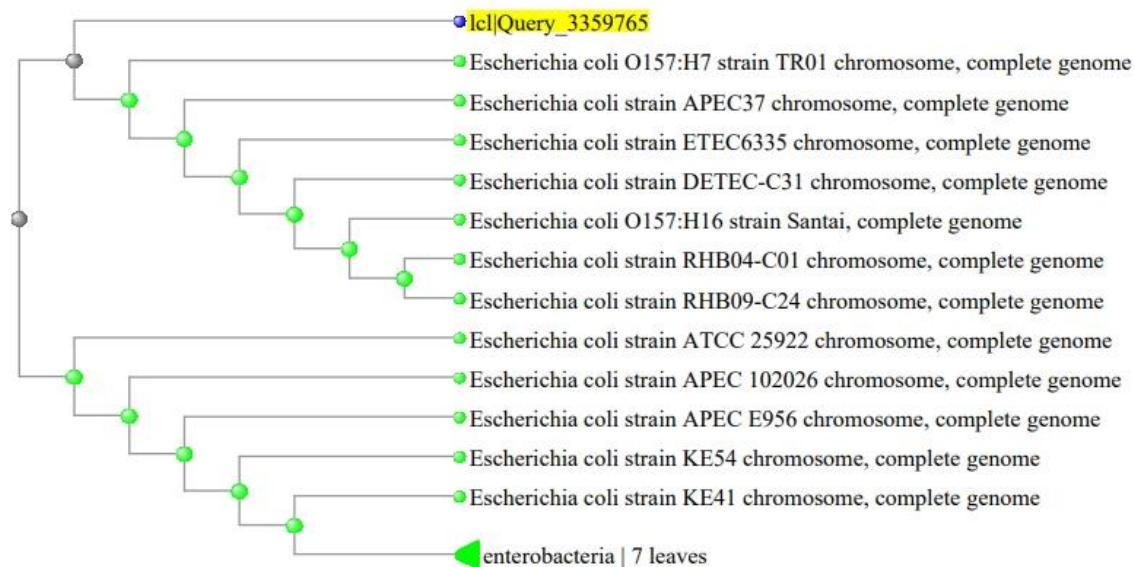 lcl|Query_3359765
Escherichia coli O157:H7 strain TR01 chromosome, complete genome
Escherichia coli strain APEC37 chromosome, complete genome
Escherichia coli strain ETEC6335 chromosome, complete genome
Escherichia coli strain DETEC-C31 chromosome, complete genome
Escherichia coli O157:H16 strain Santai, complete genome
Escherichia coli strain RHB04-C01 chromosome, complete genome
Escherichia coli strain RHB09-C24 chromosome, complete genome
Escherichia coli strain ATCC 25922 chromosome, complete genome
Escherichia coli strain APEC 102026 chromosome, complete genome
Escherichia coli strain APEC E956 chromosome, complete genome
Escherichia coli strain KE54 chromosome, complete genome
Escherichia coli strain KE41 chromosome, complete genome
enterobacteria | 7 leaves